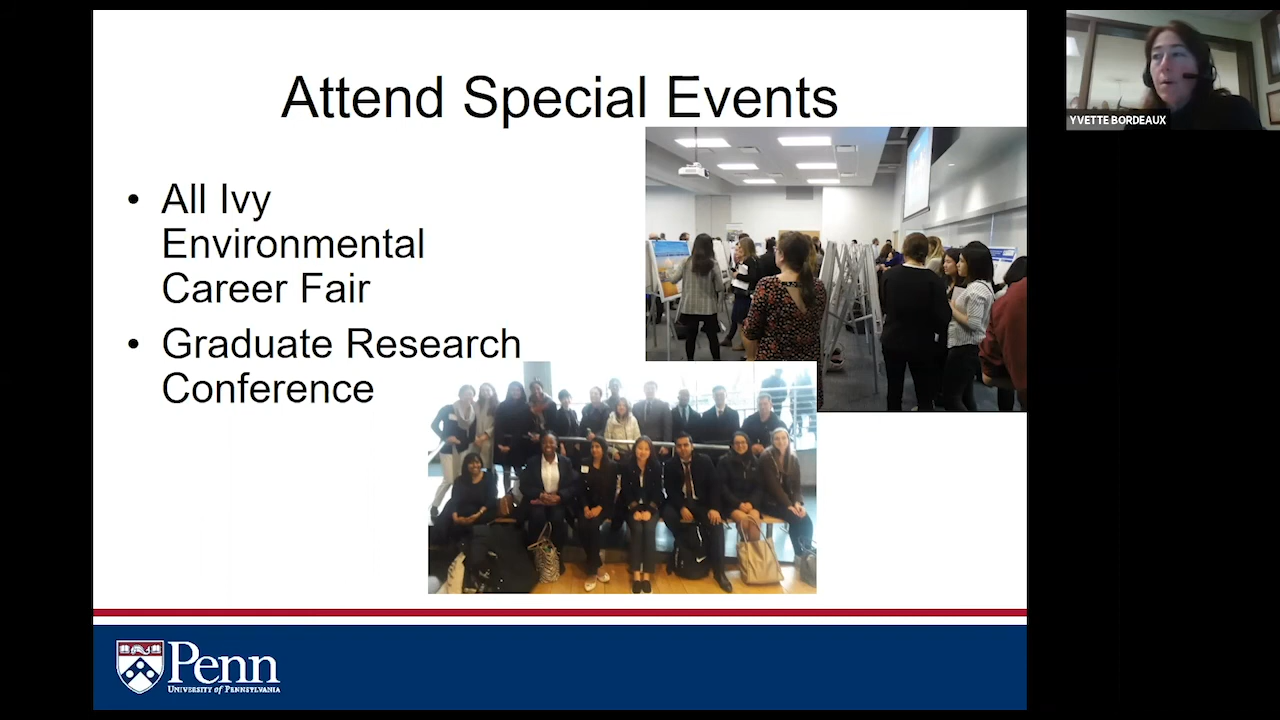 Attend Special Events
• All Ivy
Environmental
Career Fair
• Graduate Research
Conference
YVETTE BORDEAUX
Penn
UNIVERSITY of PENNSYLVANIA